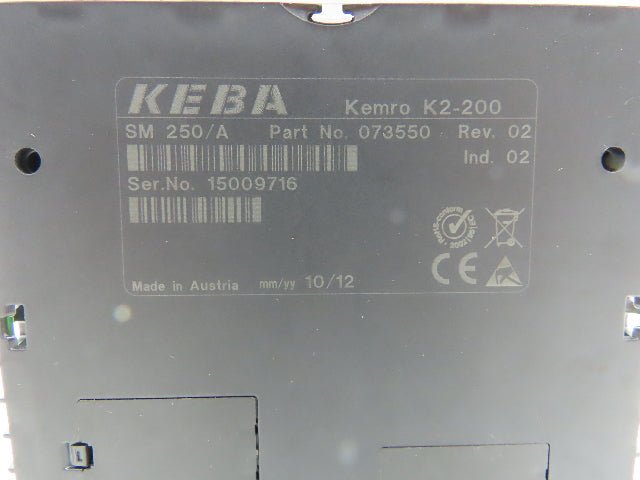 KEBA Kemro K2-200
SM 250/A Part No. 073550 Rev. 02
Ind. 02
Ser.No. 15009716
CE
Made in Austria mm/yy 10/12